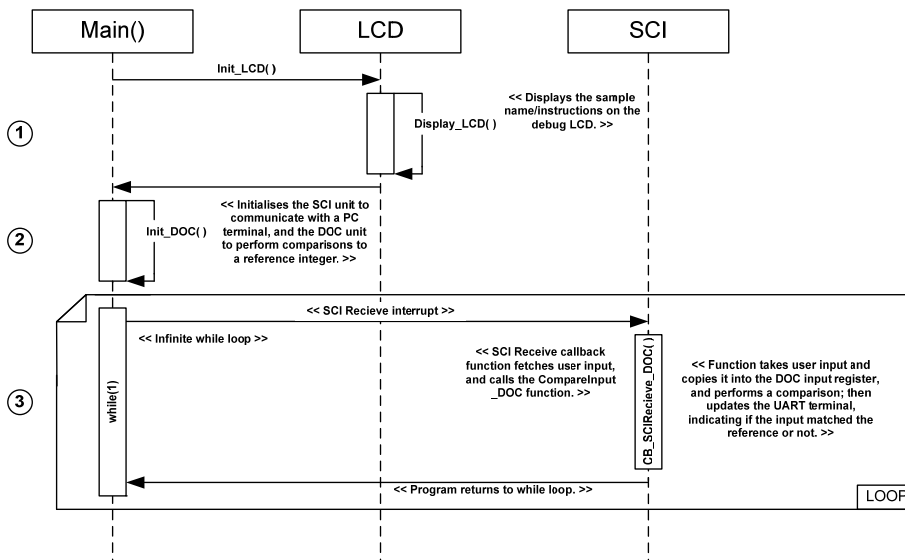 Main()
LCD
SCI
Init_LCD( )
1
Display_LCD( )
<< Displays the sample
name/instructions on the
debug LCD. >>
2
Init_DOC( )
<< Initialises the SCI unit to
communicate with a PC
terminal, and the DOC unit
to perform comparisons to
a reference integer. >>
3
<< SCI Recieve interrupt >>
<< Infinite while loop >>
while(1)
<< SCI Receive callback
function fetches user input,
and calls the CompareInput
_DOC function. >>
CB_SCIRecieve_DOC( )
<< Function takes user input and
copies it into the DOC input register,
and performs a comparison; then
updates the UART terminal,
indicating if the input matched the
reference or not. >>
<< Program returns to while loop. >>
LOOP